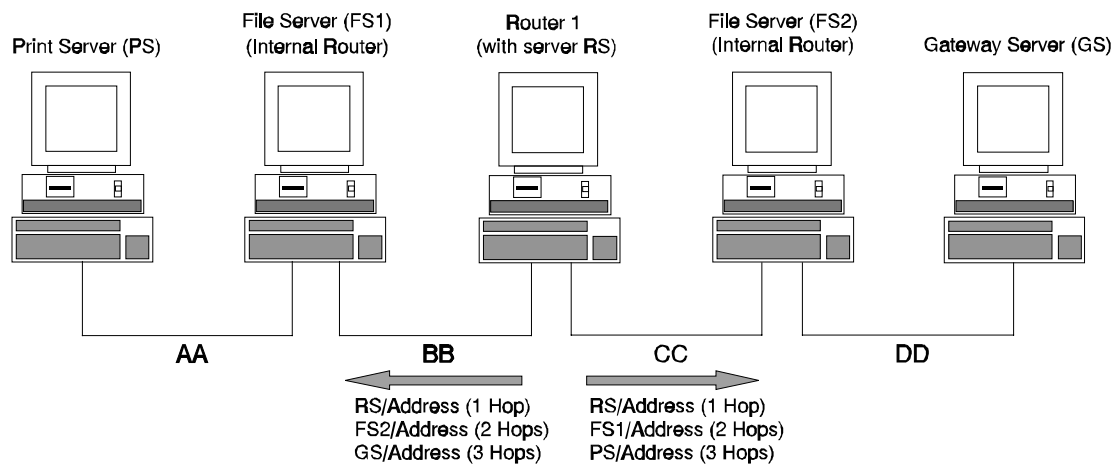 Print Server (PS)
File Server (FS1)
(Internal Router)
Router 1
(with server RS)
File Server (FS2)
(Internal Router)
Gateway Server (GS)
AA
BB
CC
DD
RS/Address (1 Hop)
FS2/Address (2 Hops)
GS/Address (3 Hops)
RS/Address (1 Hop)
FS1/Address (2 Hops)
PS/Address (3 Hops)